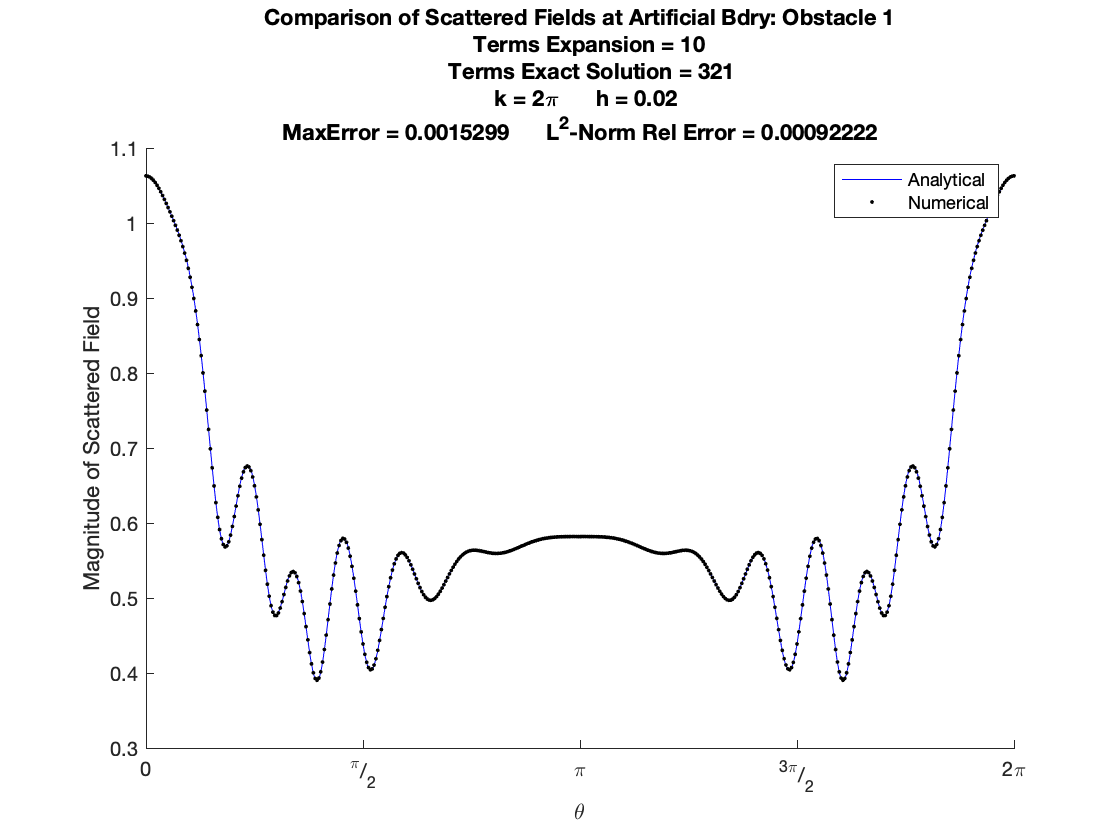 Comparison of Scattered Fields at Artificial Bdry: Obstacle 1
Terms Expansion = 10
Terms Exact Solution = 321
k = 2π h = 0.02
MaxError = 0.0015299 L²-Norm Rel Error = 0.00092222
Analytical
Numerical
Magnitude of Scattered Field
1.1
1
0.9
0.8
0.7
0.6
0.5
0.4
0.3
0 π/2 π 3π/2 2π
θ